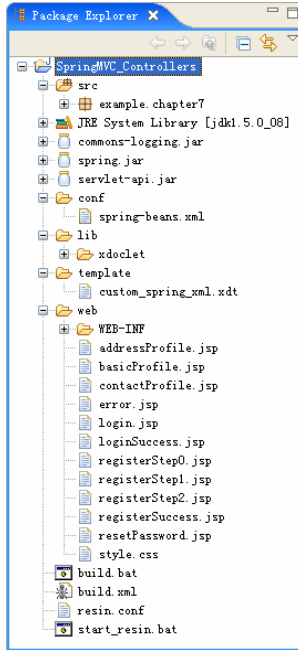 Package Explorer
SpringMVC_Controllers
src
example.chapter7
JRE System Library [jdk1.5.0_08]
commons-logging.jar
spring.jar
servlet-api.jar
conf
spring-beans.xml
lib
xdoclet
template
custom_spring_xml.xdt
web
WEB-INF
addressProfile.jsp
basicProfile.jsp
contactProfile.jsp
error.jsp
login.jsp
loginSuccess.jsp
registerStep0.jsp
registerStep1.jsp
registerStep2.jsp
registerSuccess.jsp
resetPassword.jsp
style.css
build.bat
build.xml
resin.conf
start_resin.bat